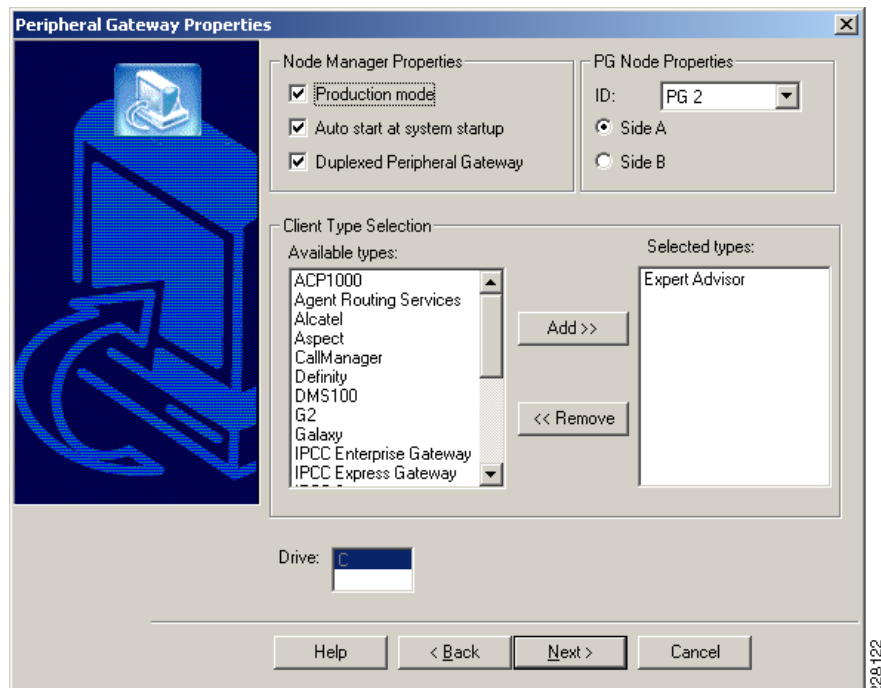 Peripheral Gateway Properties
Node Manager Properties
Production mode
Auto start at system startup
Duplexed Peripheral Gateway
PG Node Properties
ID: PG 2
Side A
Side B
Client Type Selection
Available types:
ACP1000
Agent Routing Services
Alcatel
Aspect
CallManager
Definity
DMS100
G2
Galaxy
IPCC Enterprise Gateway
IPCC Express Gateway
Add >>
<< Remove
Selected types:
Expert Advisor
Drive: C
Help
< Back
Next >
Cancel